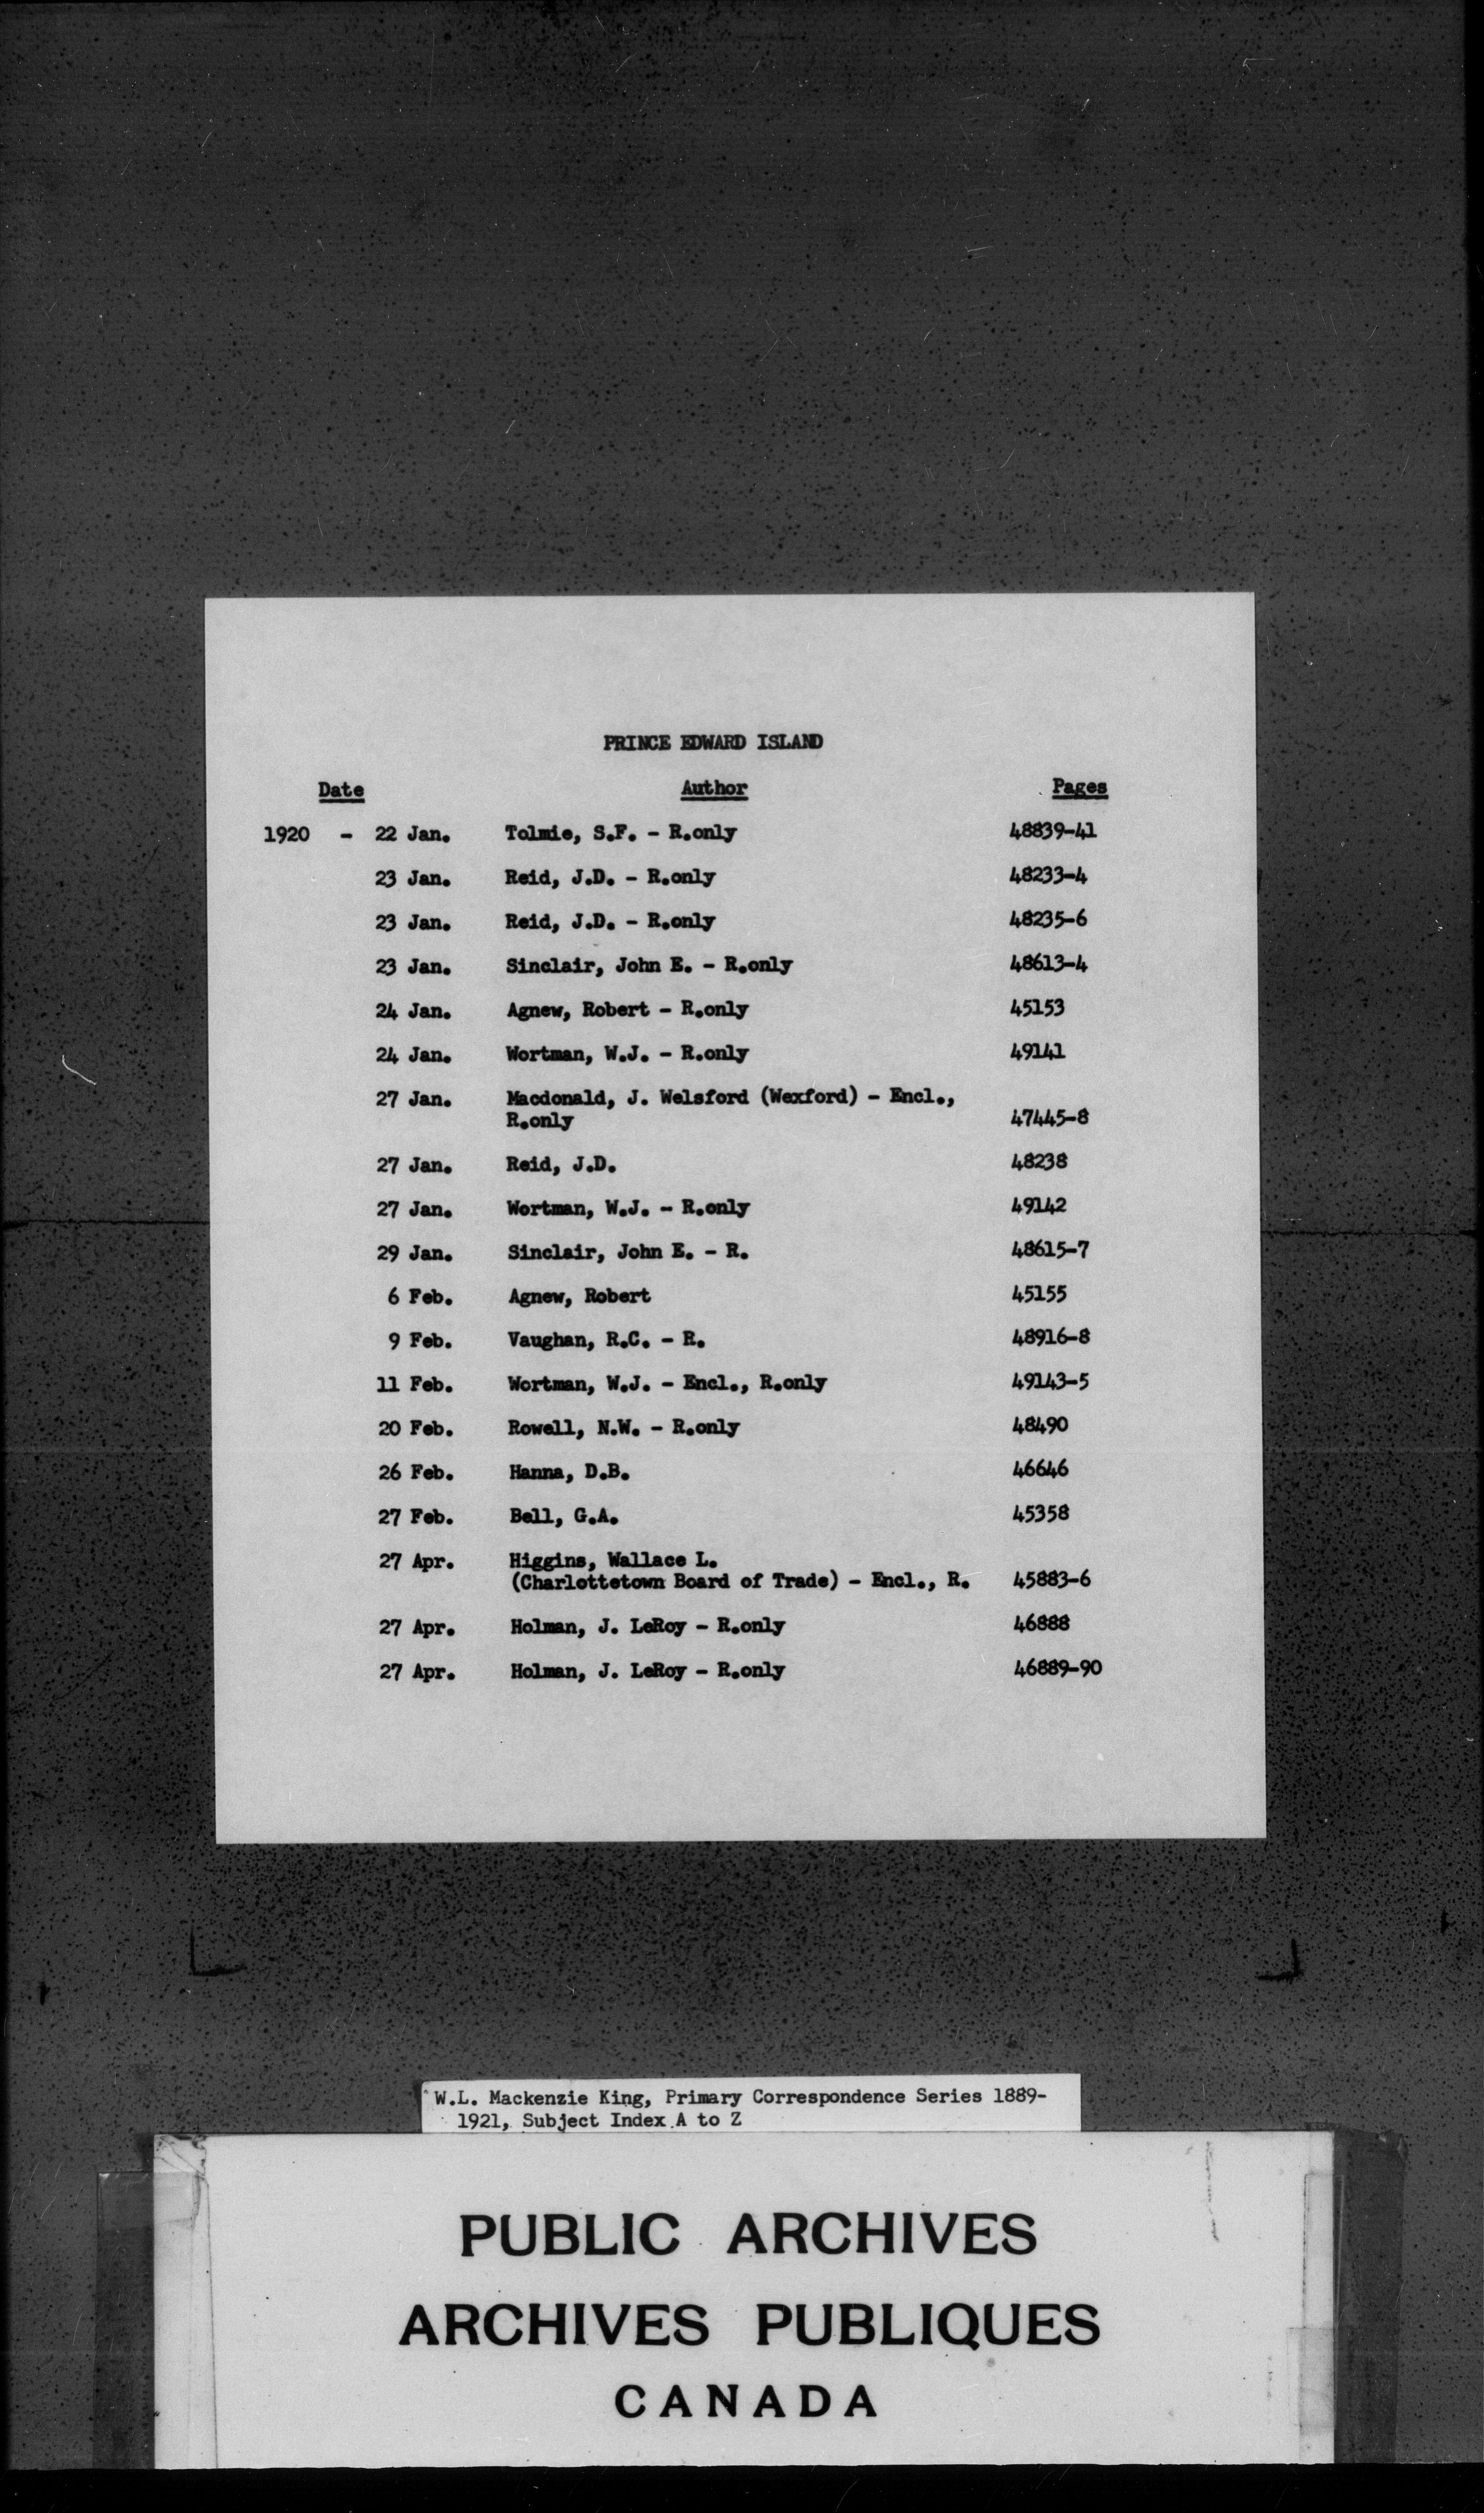 PRINCE EDWARD ISLAND
Date Author Pages
1920 - 22 Jan. Tolmie, S.F. - R.only 48839-41
23 Jan. Reid, J.D. - R.only 48233-4
23 Jan. Reid, J.D. - R.only 48235-6
23 Jan. Sinclair, John E. - R.only 48613-4
24 Jan. Agnew, Robert - R.only 45153
24 Jan. Wortman, W.J. - R.only 49141
27 Jan. Macdonald, J. Welsford (Wexford) - Encl.,
R.only 47445-8
27 Jan. Reid, J.D. 48238
27 Jan. Wortman, W.J. - R.only 49142
29 Jan. Sinclair, John E. - R. 48615-7
6 Feb. Agnew, Robert 45155
9 Feb. Vaughan, R.C. - R. 48916-8
11 Feb. Wortman, W.J. - Encl., R.only 49143-5
20 Feb. Rowell, N.W. - R.only 48490
26 Feb. Hanna, D.B. 46646
27 Feb. Bell, G.A. 45358
27 Apr. Higgins, Wallace L.
(Charlottetown Board of Trade) - Encl., R. 45883-6
27 Apr. Holman, J. LeRoy - R.only 46888
27 Apr. Holman, J. LeRoy - R.only 46889-90
W.L. Mackenzie King, Primary Correspondence Series 1889-
1921, Subject Index A to Z
PUBLIC ARCHIVES
ARCHIVES PUBLIQUES
CANADA